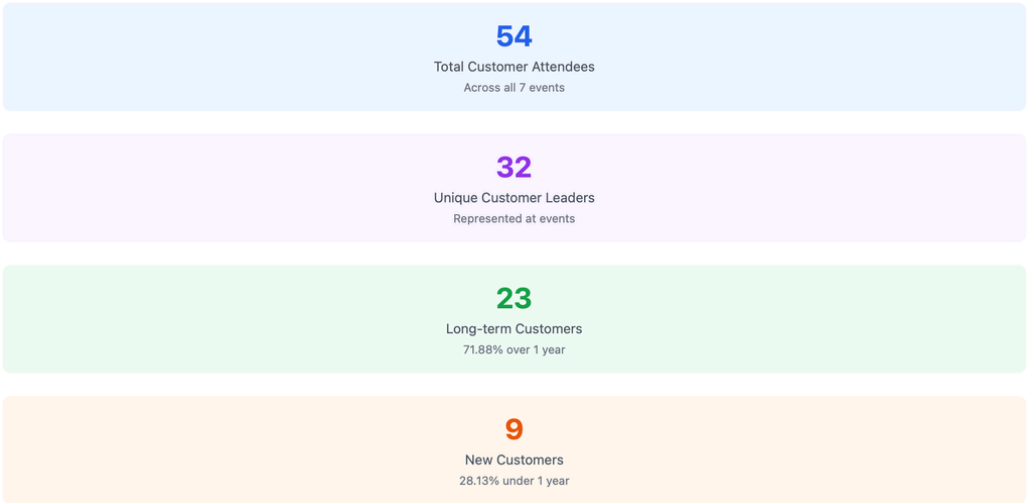 54
Total Customer Attendees
Across all 7 events
32
Unique Customer Leaders
Represented at events
23
Long-term Customers
71.88% over 1 year
9
New Customers
28.13% under 1 year